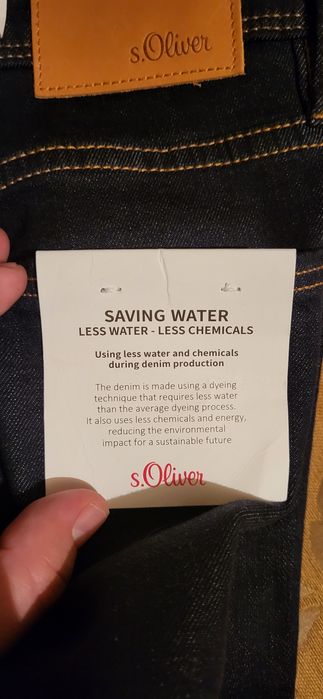 s.Oliver
SAVING WATER
LESS WATER - LESS CHEMICALS
Using less water and chemicals
during denim production
The denim is made using a dyeing
technique that requires less water
than the average dyeing process.
It also uses less chemicals and energy,
reducing the environmental
impact for a sustainable future
s.Oliver